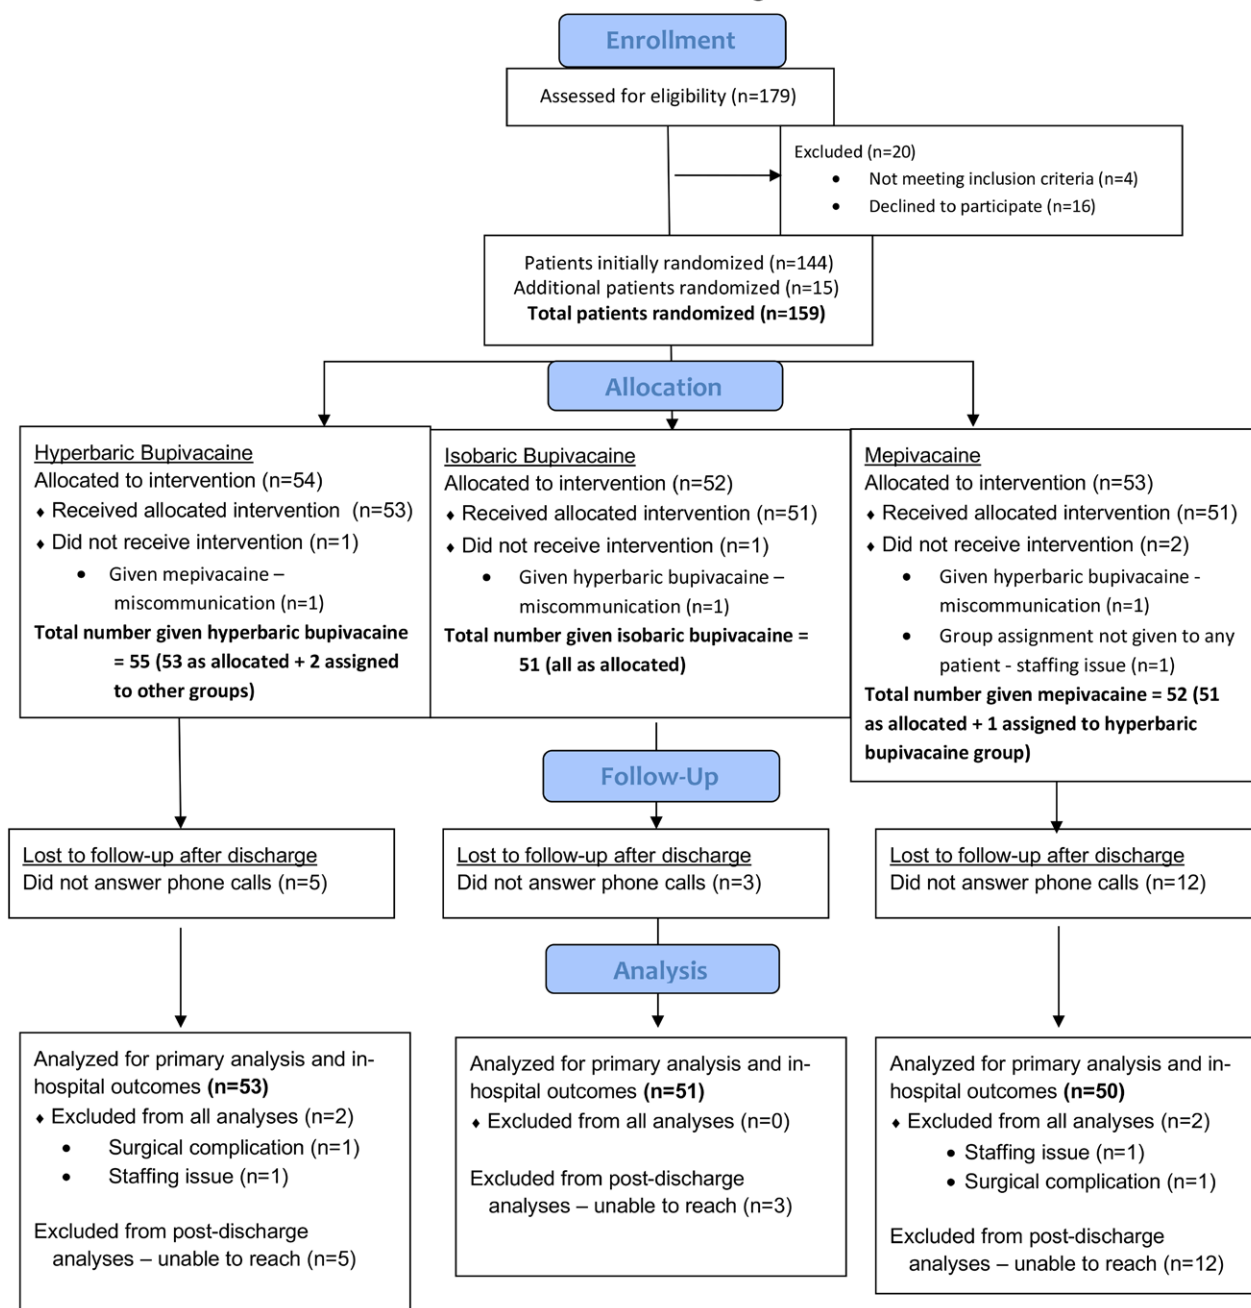 Enrollment
Assessed for eligibility (n=179)
Excluded (n=20)
• Not meeting inclusion criteria (n=4)
• Declined to participate (n=16)
Patients initially randomized (n=144)
Additional patients randomized (n=15)
Total patients randomized (n=159)
Allocation
Hyperbaric Bupivacaine
Allocated to intervention (n=54)
♦ Received allocated intervention (n=53)
♦ Did not receive intervention (n=1)
• Given mepivacaine –
miscommunication (n=1)
Total number given hyperbaric bupivacaine
= 55 (53 as allocated + 2 assigned
to other groups)
Isobaric Bupivacaine
Allocated to intervention (n=52)
♦ Received allocated intervention (n=51)
♦ Did not receive intervention (n=1)
• Given hyperbaric bupivacaine –
miscommunication (n=1)
Total number given isobaric bupivacaine =
51 (all as allocated)
Mepivacaine
Allocated to intervention (n=53)
♦ Received allocated intervention (n=51)
♦ Did not receive intervention (n=2)
• Given hyperbaric bupivacaine -
miscommunication (n=1)
• Group assignment not given to any
patient - staffing issue (n=1)
Total number given mepivacaine = 52 (51
as allocated + 1 assigned to hyperbaric
bupivacaine group)
Follow-Up
Lost to follow-up after discharge
Did not answer phone calls (n=5)
Lost to follow-up after discharge
Did not answer phone calls (n=3)
Lost to follow-up after discharge
Did not answer phone calls (n=12)
Analysis
Analyzed for primary analysis and in-
hospital outcomes (n=53)
♦ Excluded from all analyses (n=2)
• Surgical complication (n=1)
• Staffing issue (n=1)
Excluded from post-discharge
analyses – unable to reach (n=5)
Analyzed for primary analysis and in-
hospital outcomes (n=51)
♦ Excluded from all analyses (n=0)
Excluded from post-discharge
analyses – unable to reach (n=3)
Analyzed for primary analysis and in-
hospital outcomes (n=50)
♦ Excluded from all analyses (n=2)
• Staffing issue (n=1)
• Surgical complication (n=1)
Excluded from post-discharge
analyses – unable to reach (n=12)